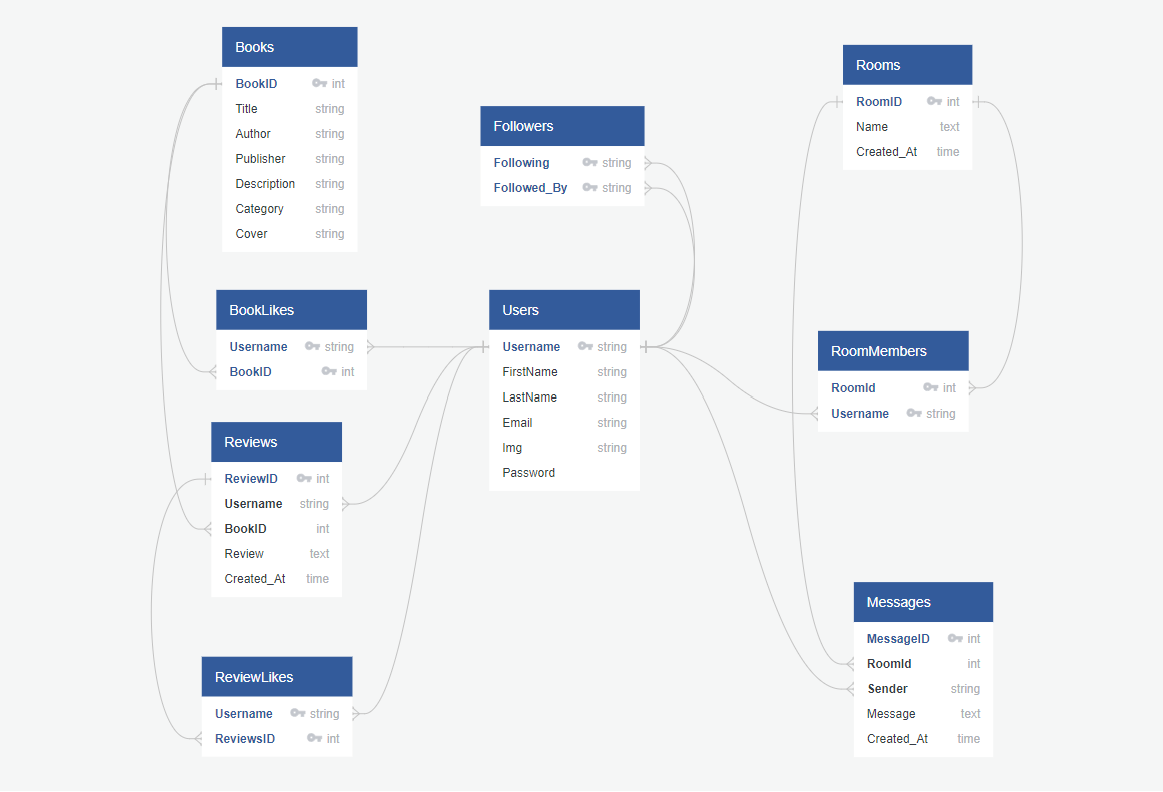 Books
BookID int
Title string
Author string
Publisher string
Description string
Category string
Cover string
Followers
Following string
Followed_By string
Rooms
RoomID int
Name text
Created_At time
BookLikes
Username string
BookID int
Users
Username string
FirstName string
LastName string
Email string
Img string
Password
RoomMembers
RoomId int
Username string
Reviews
ReviewID int
Username string
BookID int
Review text
Created_At time
Messages
MessageID int
RoomId int
Sender string
Message text
Created_At time
ReviewLikes
Username string
ReviewsID int